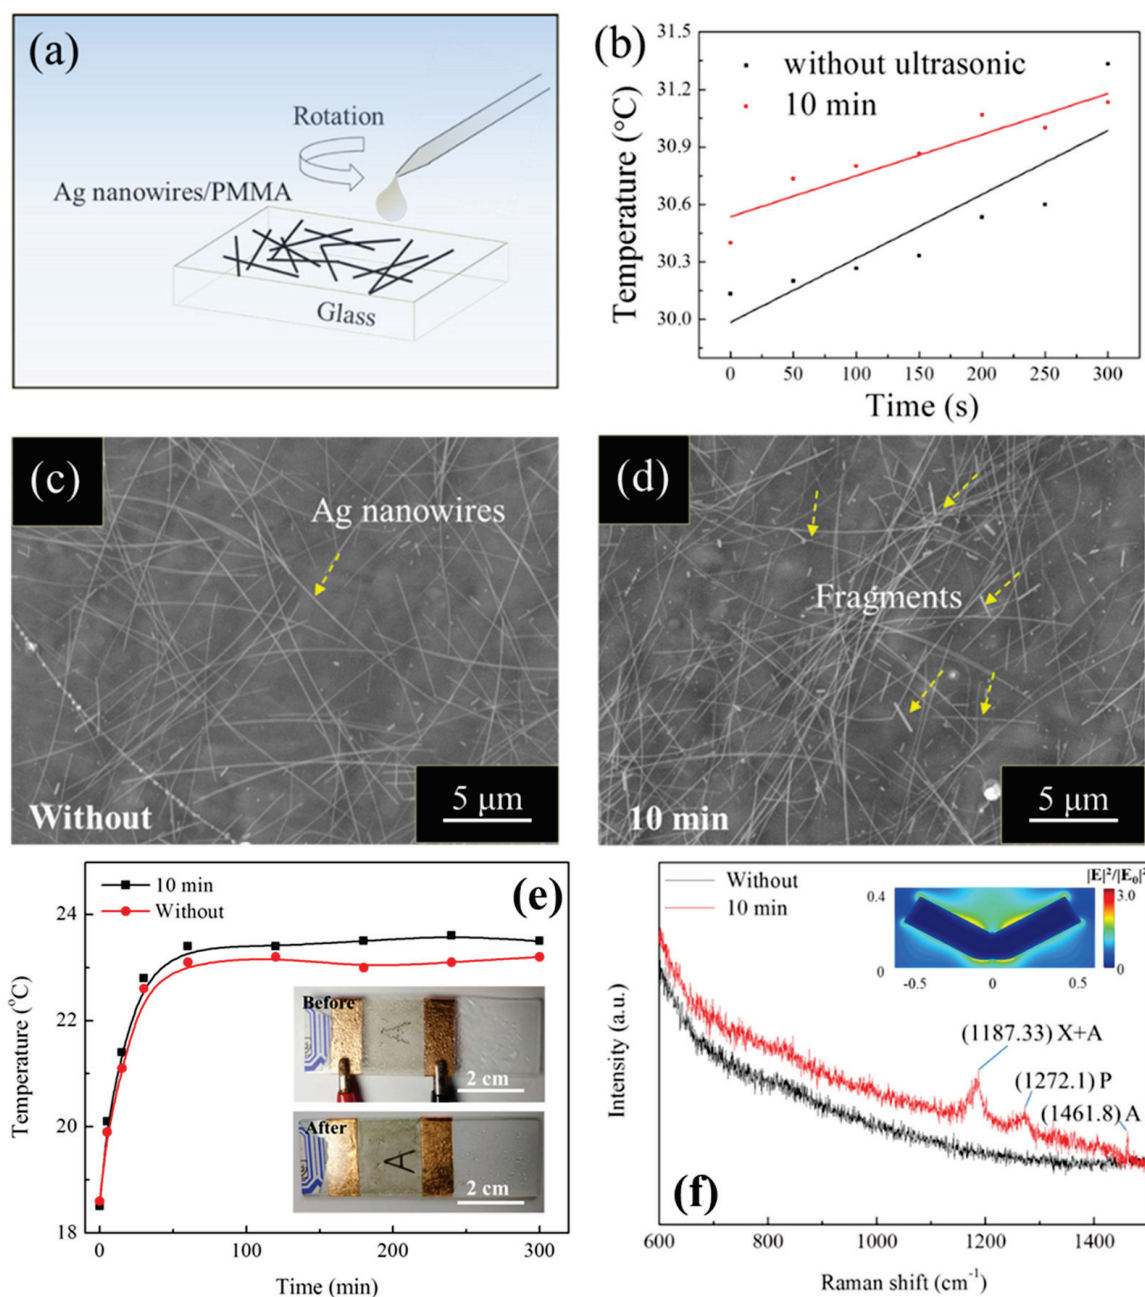 (a)
Rotation
Ag nanowires/PMMA
Glass
(b)
without ultrasonic
10 min
Temperature (°C)
31.5
31.2
30.9
30.6
30.3
30.0
0 50 100 150 200 250 300
Time (s)
(c)
Ag nanowires
Without
5 μm
(d)
Fragments
10 min
5 μm
(e)
10 min
Without
Temperature (°C)
24
22
20
18
Before
2 cm
After
A
2 cm
0 100 200 300
Time (min)
Without
10 min
|E|²/|E₀|²
3.0
0
0.4
0
-0.5 0 0.5
(1187.33) X+A
(1272.1) P
(1461.8) A
Intensity (a.u.)
(f)
600 800 1000 1200 1400
Raman shift (cm⁻¹)